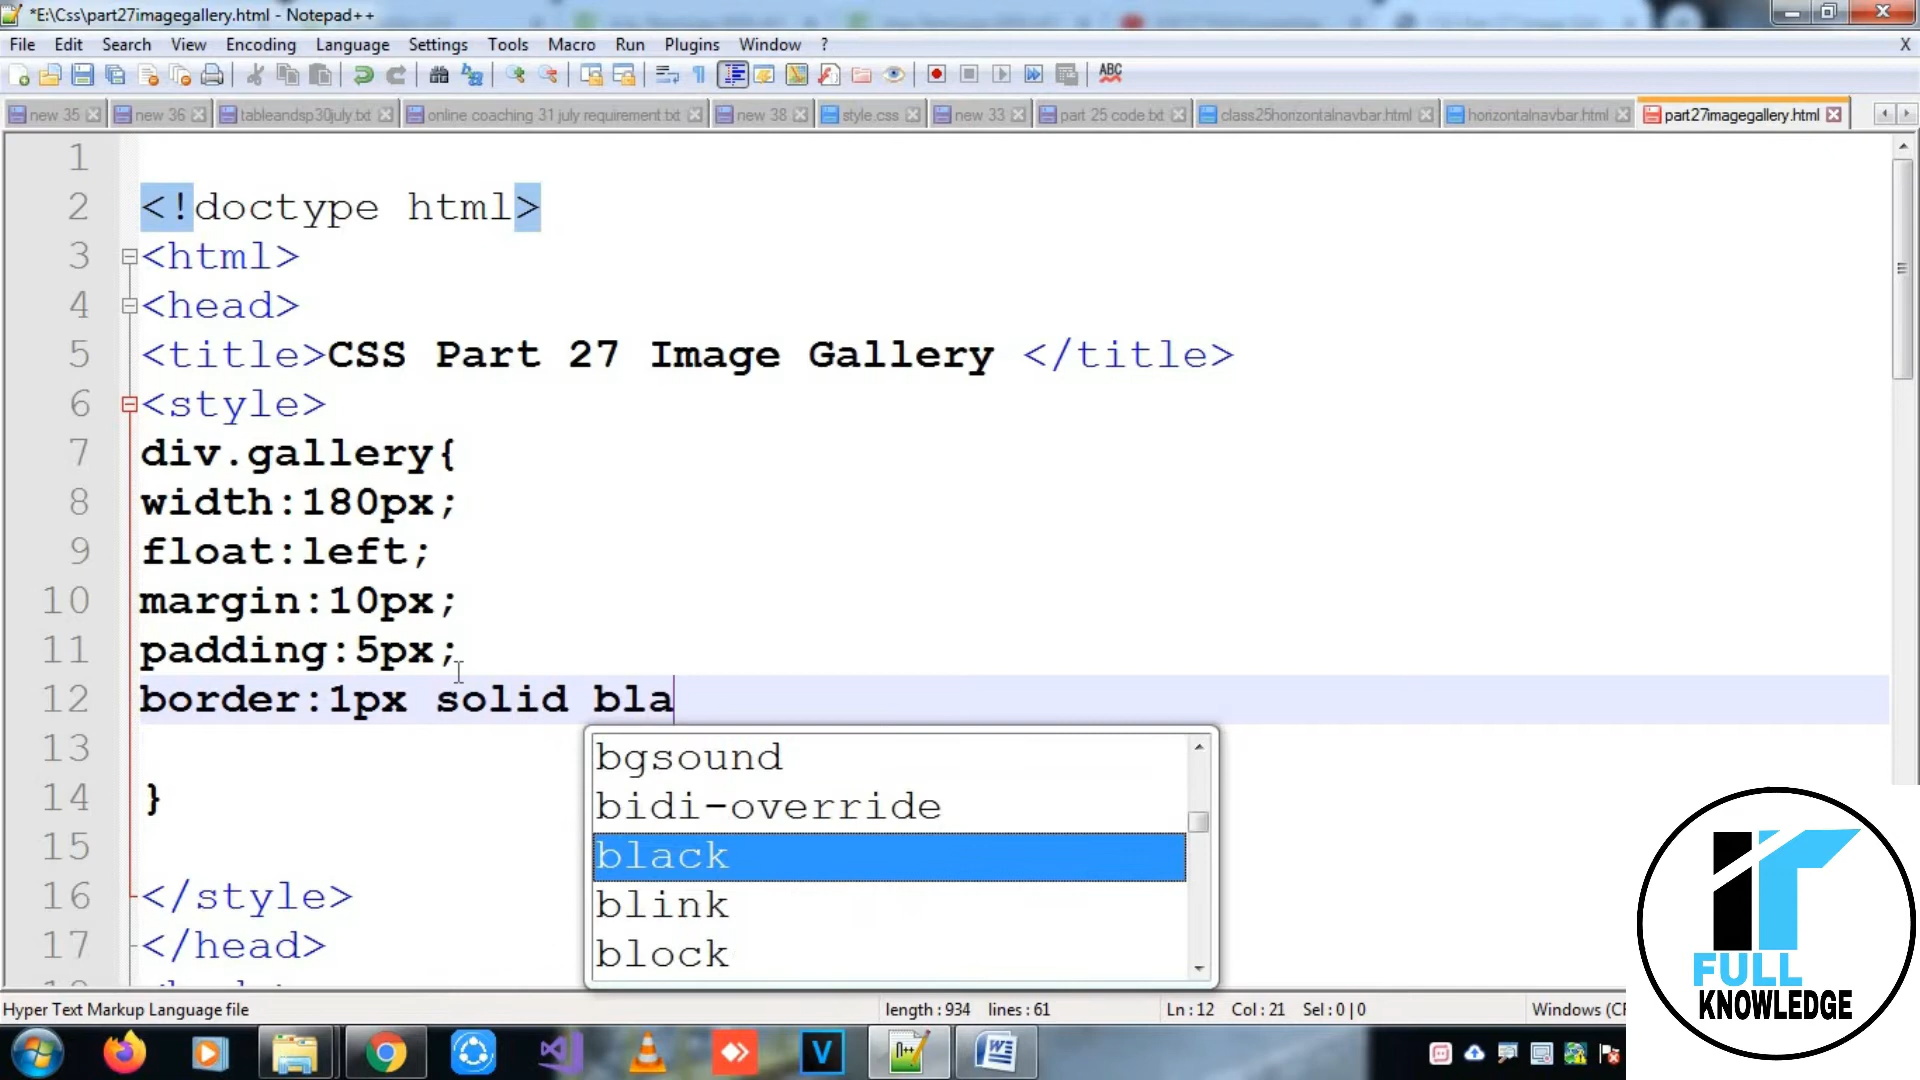 *E:\Css\part27imagegallery.html - Notepad++
File Edit Search View Encoding Language Settings Tools Macro Run Plugins Window ?
X
ABC
new 35
new 36
tableandsp30july.txt
online coaching 31 july requirement.txt
new 38
style.css
new 33
part 25 code.txt
class25horizontalnavbar.html
horizontalnavbar.html
part27imagegallery.html
1
2 <!doctype html>
3 <html>
4 <head>
5 <title>CSS Part 27 Image Gallery </title>
6 <style>
7 div.gallery{
8 width:180px;
9 float:left;
10 margin:10px;
11 padding:5px;
12 border:1px solid bla
13
14 }
15
16 </style>
17 </head>
bgsound
bidi-override
black
blink
block
Hyper Text Markup Language file
length : 934 lines : 61
Ln : 12 Col : 21 Sel : 0 | 0
Windows (CR
V
n++
W
IT
FULL
KNOWLEDGE